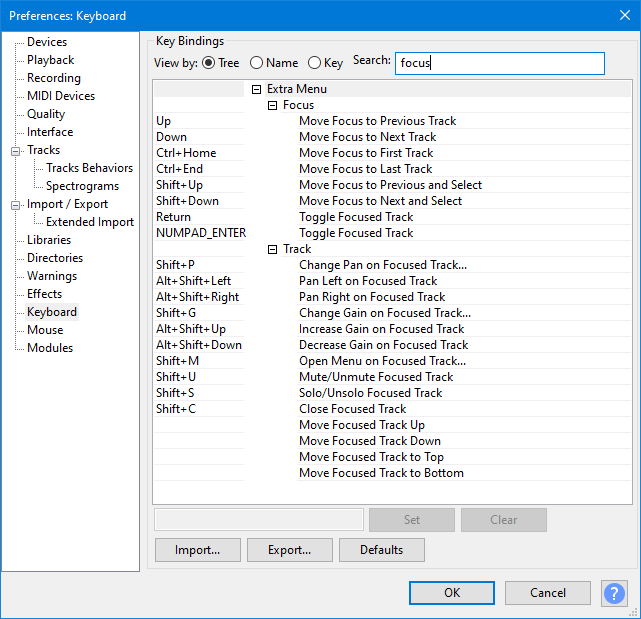 Preferences: Keyboard
Devices
Playback
Recording
MIDI Devices
Quality
Interface
Tracks
Tracks Behaviors
Spectrograms
Import / Export
Extended Import
Libraries
Directories
Warnings
Effects
Keyboard
Mouse
Modules
Key Bindings
View by: Tree Name Key Search: focus
Extra Menu
Focus
Up Move Focus to Previous Track
Down Move Focus to Next Track
Ctrl+Home Move Focus to First Track
Ctrl+End Move Focus to Last Track
Shift+Up Move Focus to Previous and Select
Shift+Down Move Focus to Next and Select
Return Toggle Focused Track
NUMPAD_ENTER Toggle Focused Track
Track
Shift+P Change Pan on Focused Track...
Alt+Shift+Left Pan Left on Focused Track
Alt+Shift+Right Pan Right on Focused Track
Shift+G Change Gain on Focused Track...
Alt+Shift+Up Increase Gain on Focused Track
Alt+Shift+Down Decrease Gain on Focused Track
Shift+M Open Menu on Focused Track...
Shift+U Mute/Unmute Focused Track
Shift+S Solo/Unsolo Focused Track
Shift+C Close Focused Track
Move Focused Track Up
Move Focused Track Down
Move Focused Track to Top
Move Focused Track to Bottom
Set Clear
Import... Export... Defaults
OK Cancel ?